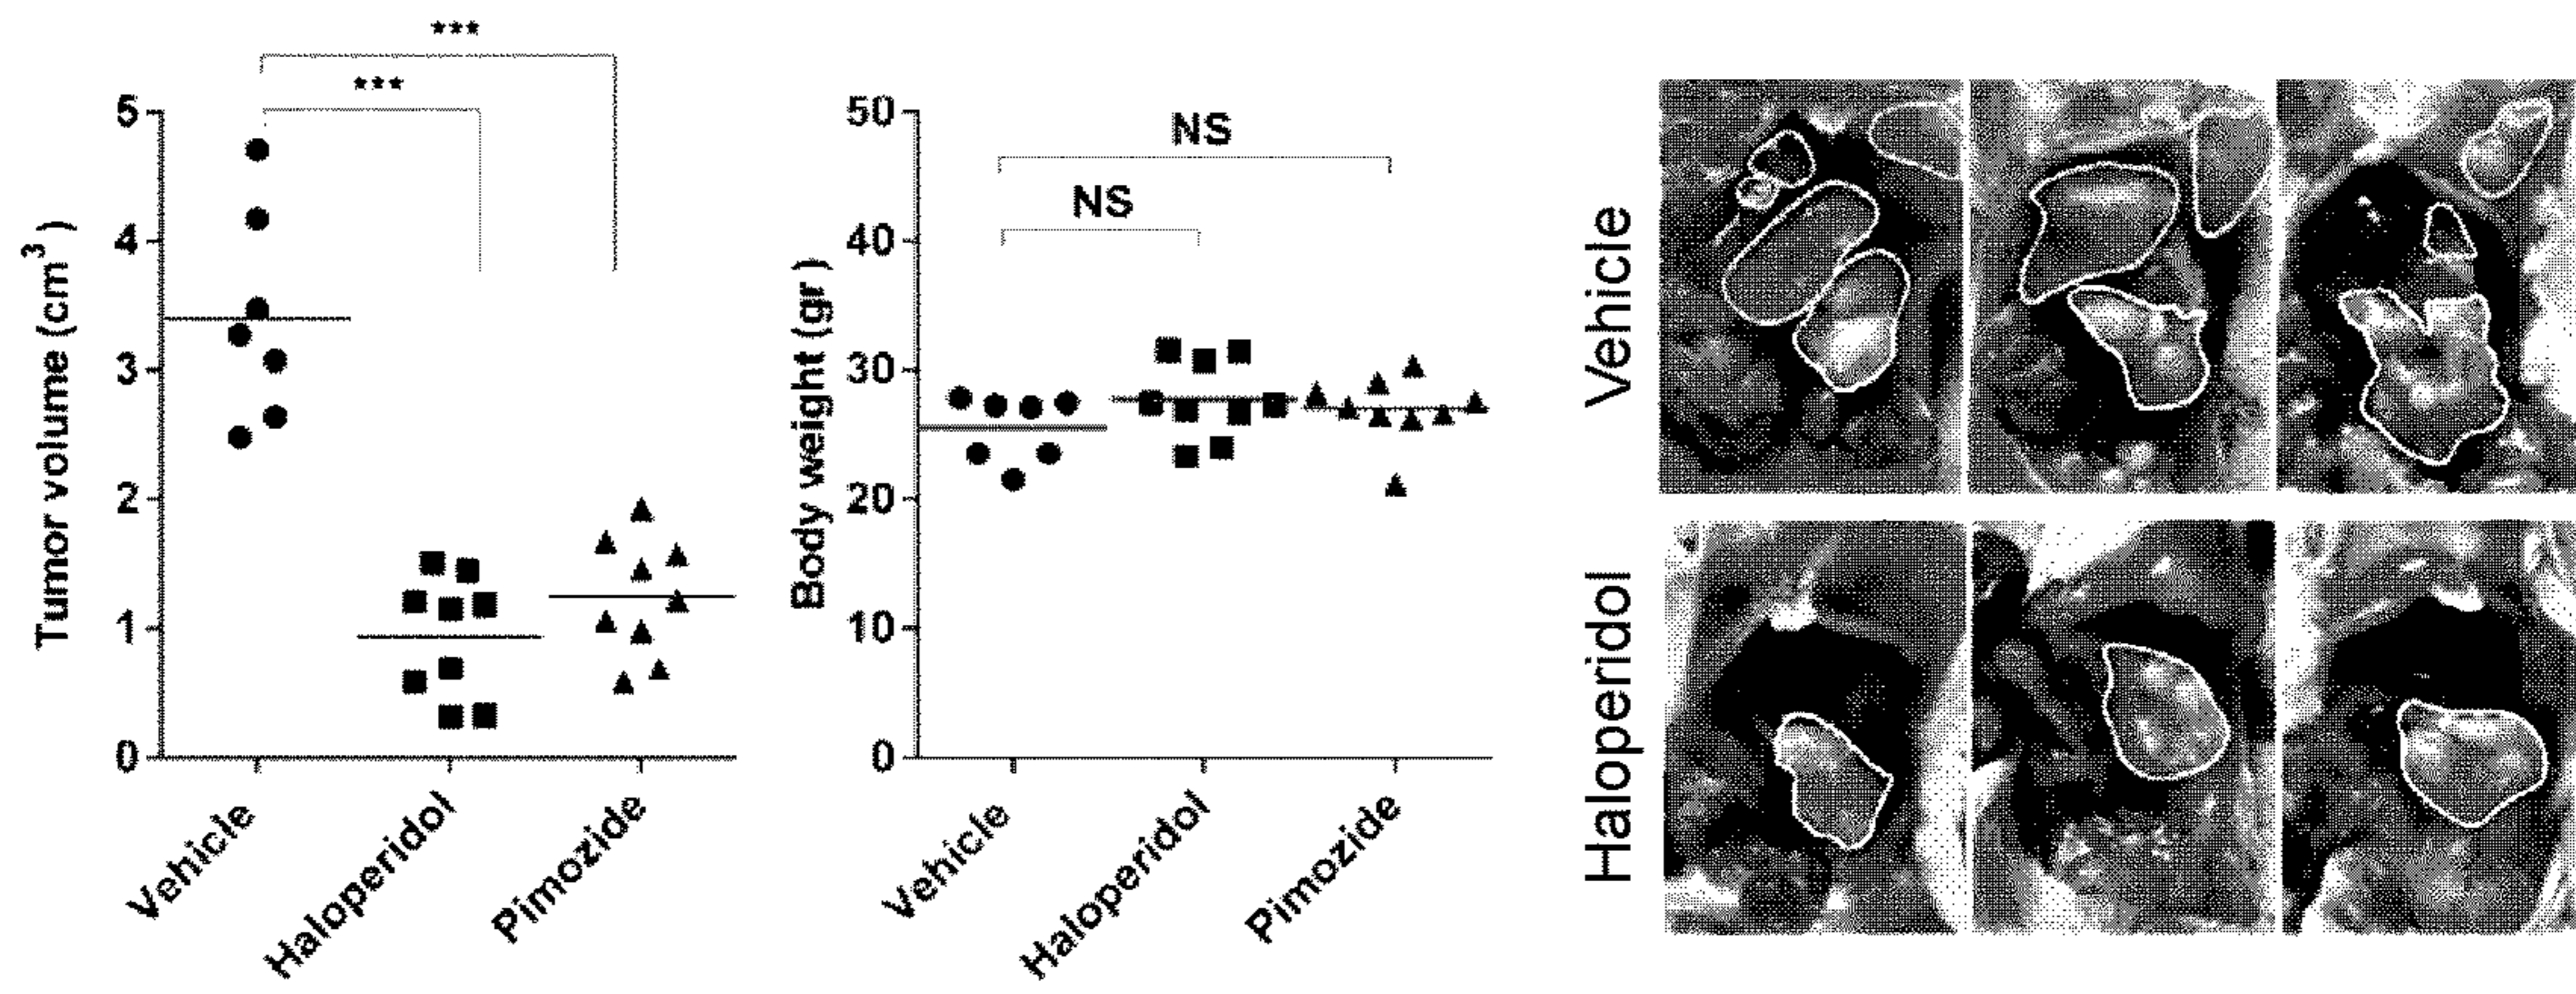 ***
***
Tumor volume (cm³)
5
4
3
2
1
0
Vehicle
Haloperidol
Pimozide
Body weight (gr)
50
40
30
20
10
0
NS
NS
Vehicle
Haloperidol
Pimozide
Vehicle
Haloperidol